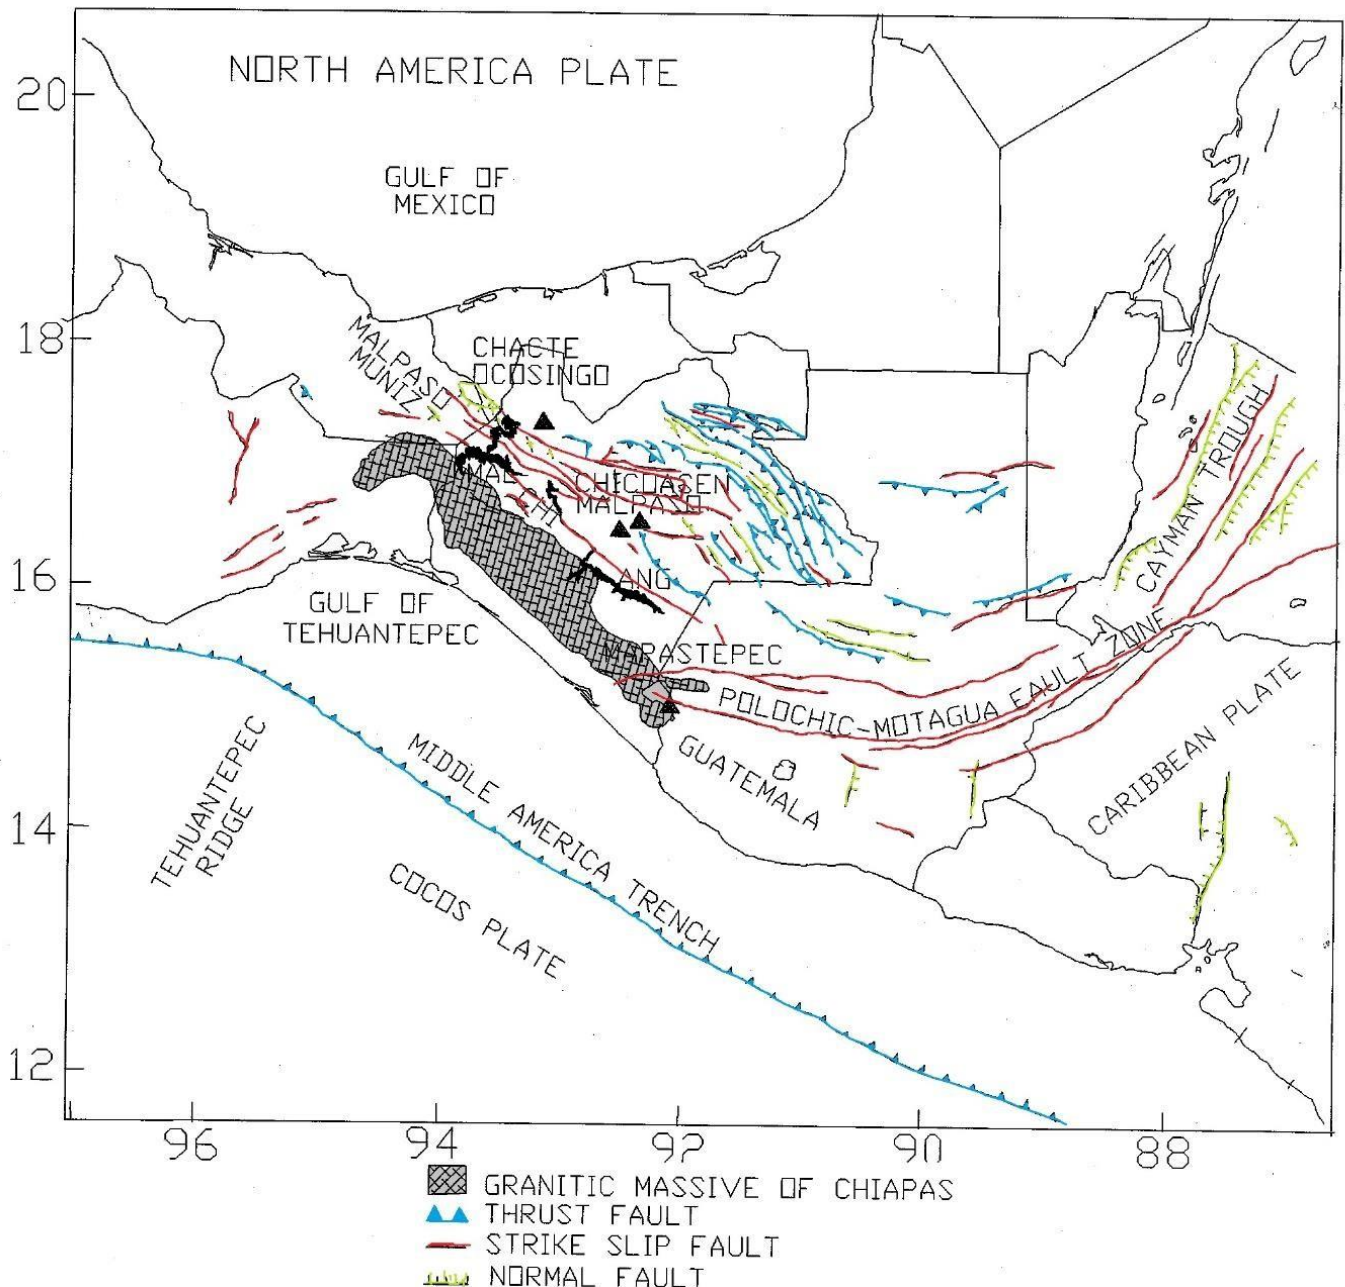 NORTH AMERICA PLATE
20
GULF OF
MEXICO
18
MALPASO
MUNIZ
CHACTE
OCOSINGO
CAYMAN TROUGH
MAL
CHI
CHICOASEN
MALPASO
16
ANG
GULF OF
TEHUANTEPEC
MAPASTEPEC
POLOCHIC-MOTAGUA FAULT ZONE
GUATEMALA
CARIBBEAN PLATE
TEHUANTEPEC
RIDGE
MIDDLE AMERICA TRENCH
14
COCOS PLATE
12
96
94
92
90
88
GRANITIC MASSIVE OF CHIAPAS
THRUST FAULT
STRIKE SLIP FAULT
NORMAL FAULT